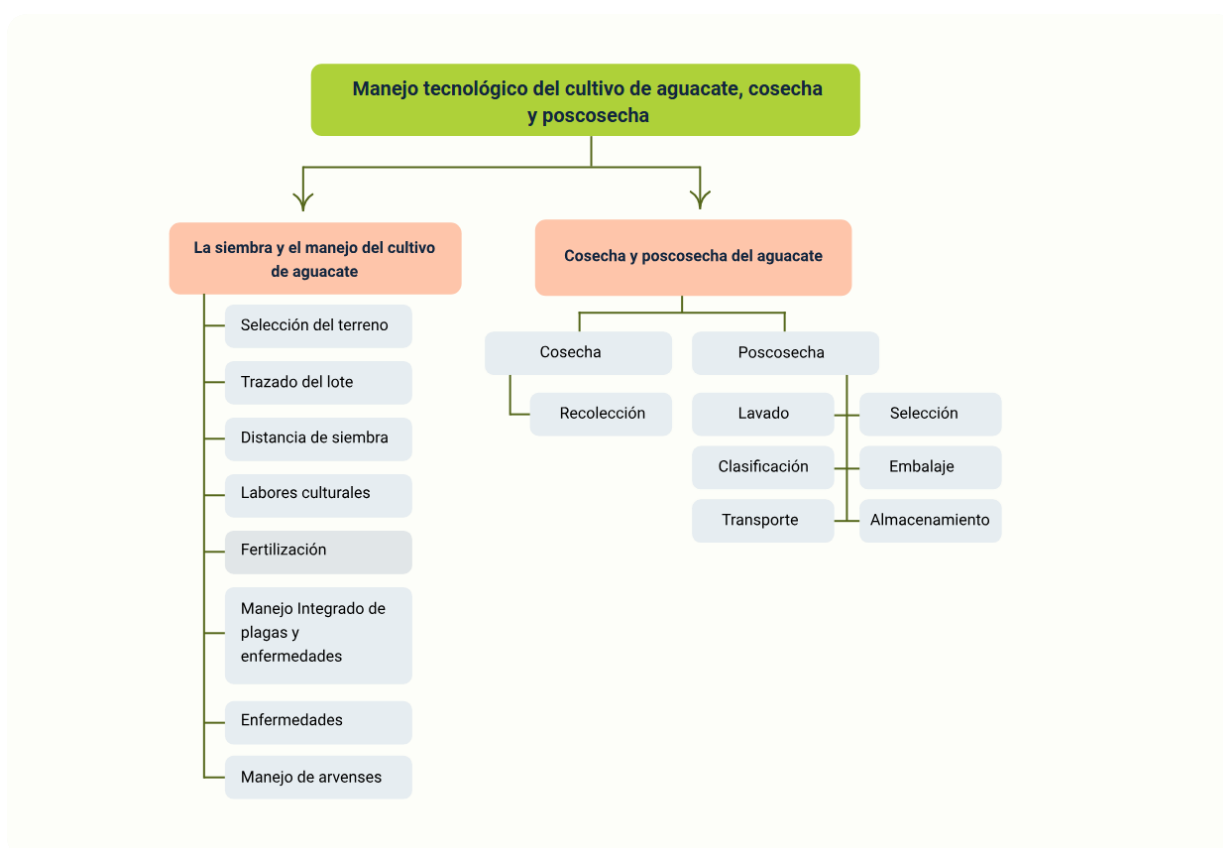 Manejo tecnológico del cultivo de aguacate, cosecha
y poscosecha
La siembra y el manejo del cultivo
de aguacate
Selección del terreno
Trazado del lote
Distancia de siembra
Labores culturales
Fertilización
Manejo Integrado de
plagas y
enfermedades
Enfermedades
Manejo de arvenses
Cosecha y poscosecha del aguacate
Cosecha
Recolección
Poscosecha
Lavado
Selección
Clasificación
Embalaje
Transporte
Almacenamiento